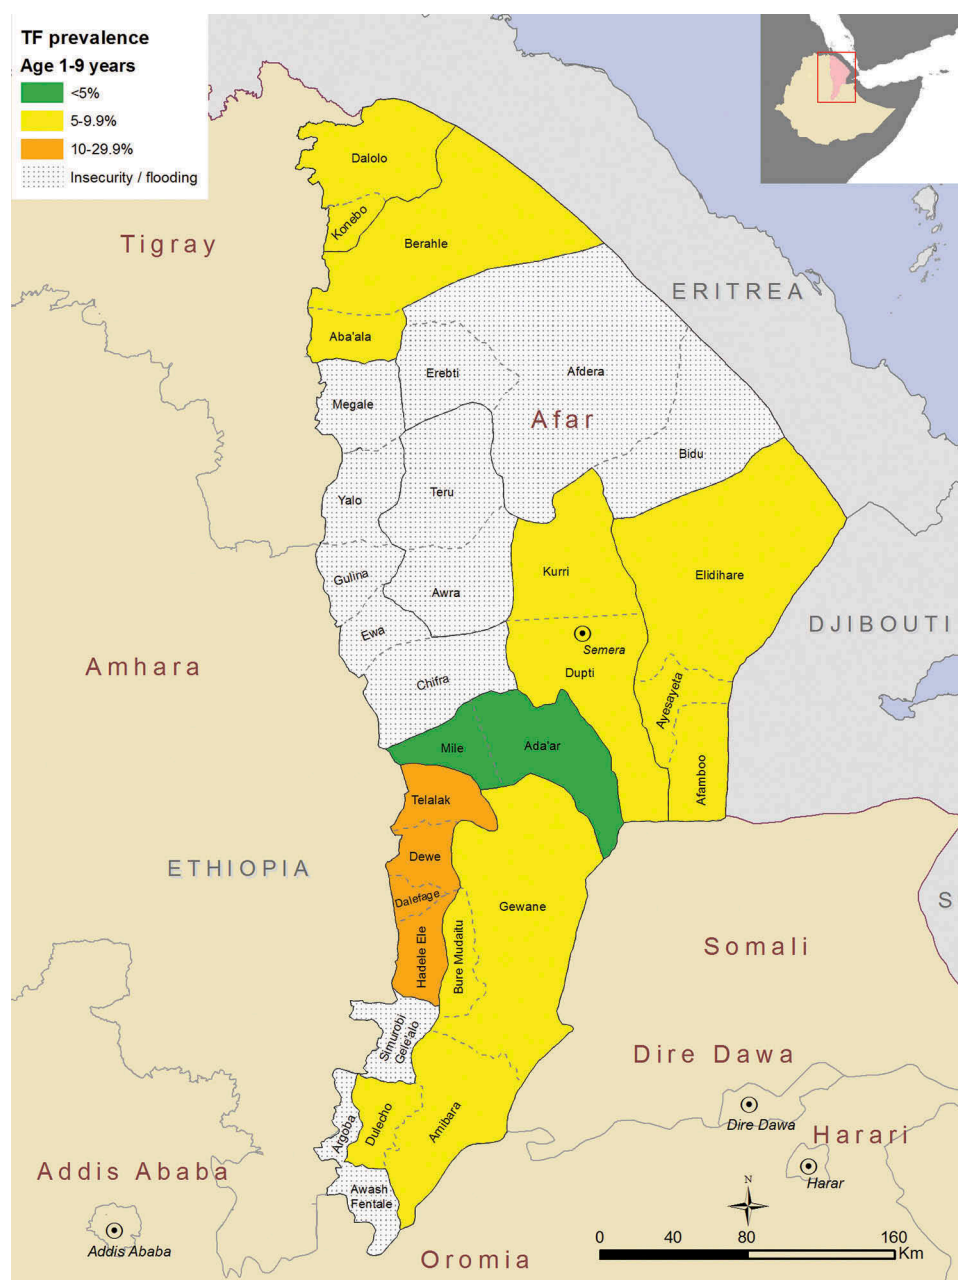 TF prevalence
Age 1-9 years
<5%
5-9.9%
10-29.9%
Insecurity / flooding
Dalolo
Konebo
Berahle
Tigray
ERITREA
Aba'ala
Erebti
Afdera
Megale
Afar
Bidu
Teru
Yalo
Kurri
Elidihare
Gulina
Awra
Ewa
Semera
DJIBOUTI
Amhara
Dupti
Chifra
Ayesayeta
Mile
Ada'ar
Afamboo
Telalak
Dewe
ETHIOPIA
Dalefage
Gewane
S
Hadele Ele
Bure Mudaitu
Somali
Simurobi
Gele'alo
Dire Dawa
Dire Dawa
Argoba
Dulecho
Amibara
Harari
Addis Ababa
Harar
Awash
Fentale
N
Addis Ababa
Oromia
0 80 160
Km